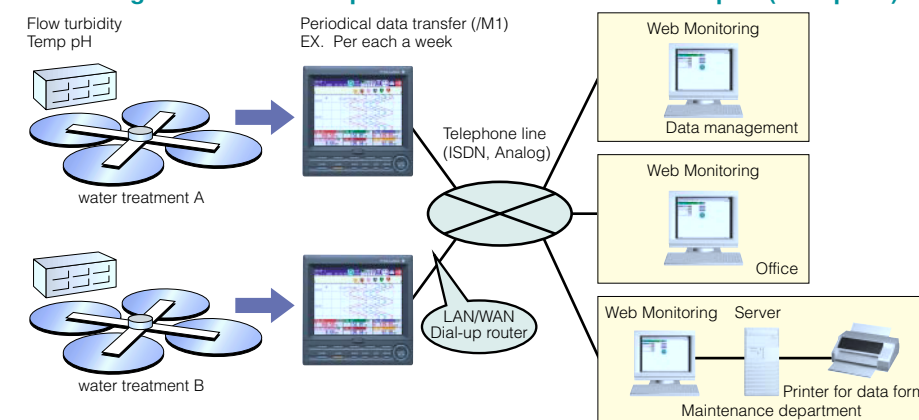 Flow turbidity
Temp pH
Periodical data transfer (/M1)
EX. Per each a week
water treatment A
Telephone line
(ISDN, Analog)
Web Monitoring
Data management
Web Monitoring
Office
LAN/WAN
Dial-up router
water treatment B
Web Monitoring
Server
Printer for data form
Maintenance department